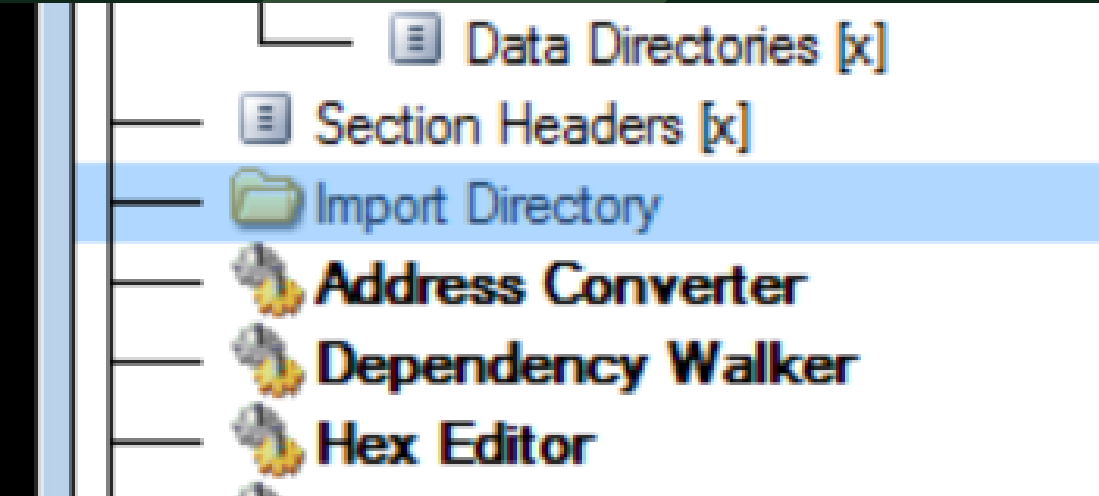 Data Directories [x]
Section Headers [x]
Import Directory
Address Converter
Dependency Walker
Hex Editor